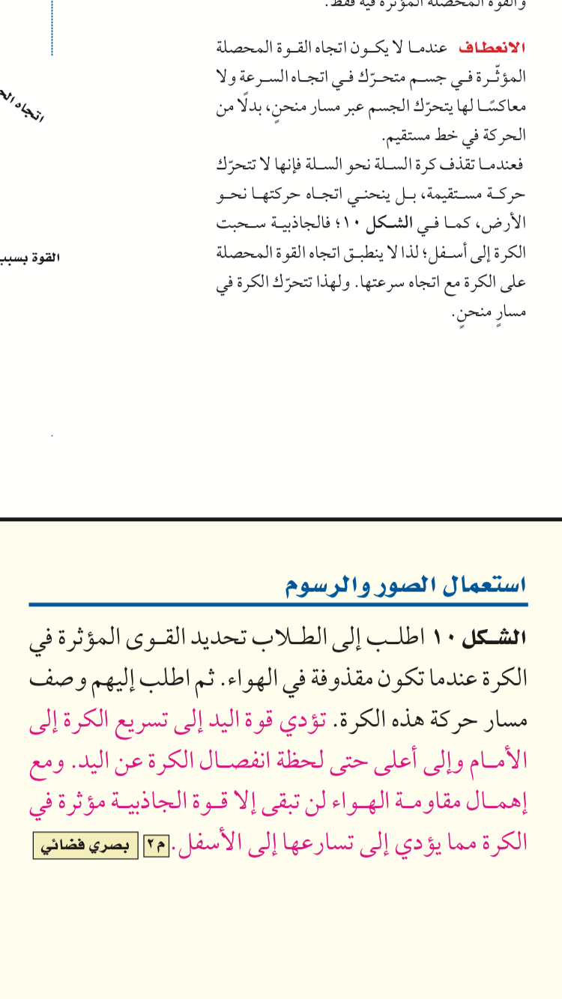 والقوة المحصلة المؤثرة فيه فقط.
الانعطاف عندما لا يكون اتجاه القوة المحصلة
المؤثّرة في جسم متحرّك في اتجاه السرعة ولا
معاكسًا لها يتحرّك الجسم عبر مسار منحنٍ، بدلًا من
الحركة في خط مستقيم.
فعندما تقذف كرة السلة نحو السلة فإنها لا تتحرّك
حركة مستقيمة، بل ينحني اتجاه حركتها نحو
الأرض، كما في الشكل ١٠؛ فالجاذبية سحبت
الكرة إلى أسفل؛ لذا لا ينطبق اتجاه القوة المحصلة
على الكرة مع اتجاه سرعتها. ولهذا تتحرّك الكرة في
مسارٍ منحنٍ.
اتجاه
القوة بسبب
استعمال الصور والرسوم
الشكل ١٠ اطلب إلى الطلاب تحديد القوى المؤثرة في
الكرة عندما تكون مقذوفة في الهواء. ثم اطلب إليهم وصف
مسار حركة هذه الكرة. تؤدي قوة اليد إلى تسريع الكرة إلى
الأمام وإلى أعلى حتى لحظة انفصال الكرة عن اليد. ومع
إهمال مقاومة الهواء لن تبقى إلا قوة الجاذبية مؤثرة في
الكرة مما يؤدي إلى تسارعها إلى الأسفل. م٢ بصري فضائي